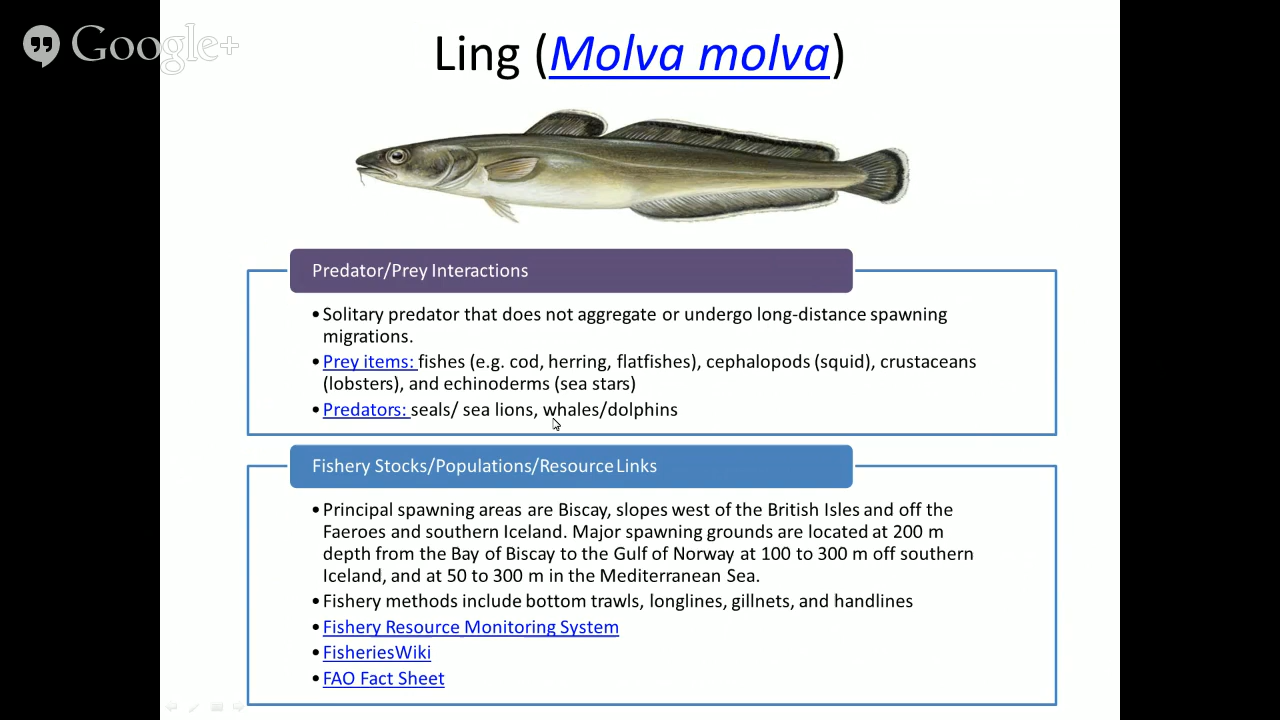 Google+
Ling (Molva molva)
Predator/Prey Interactions
•Solitary predator that does not aggregate or undergo long-distance spawning
migrations.
•Prey items: fishes (e.g. cod, herring, flatfishes), cephalopods (squid), crustaceans
(lobsters), and echinoderms (sea stars)
•Predators: seals/ sea lions, whales/dolphins
Fishery Stocks/Populations/Resource Links
•Principal spawning areas are Biscay, slopes west of the British Isles and off the
Faeroes and southern Iceland. Major spawning grounds are located at 200 m
depth from the Bay of Biscay to the Gulf of Norway at 100 to 300 m off southern
Iceland, and at 50 to 300 m in the Mediterranean Sea.
•Fishery methods include bottom trawls, longlines, gillnets, and handlines
•Fishery Resource Monitoring System
•FisheriesWiki
•FAO Fact Sheet